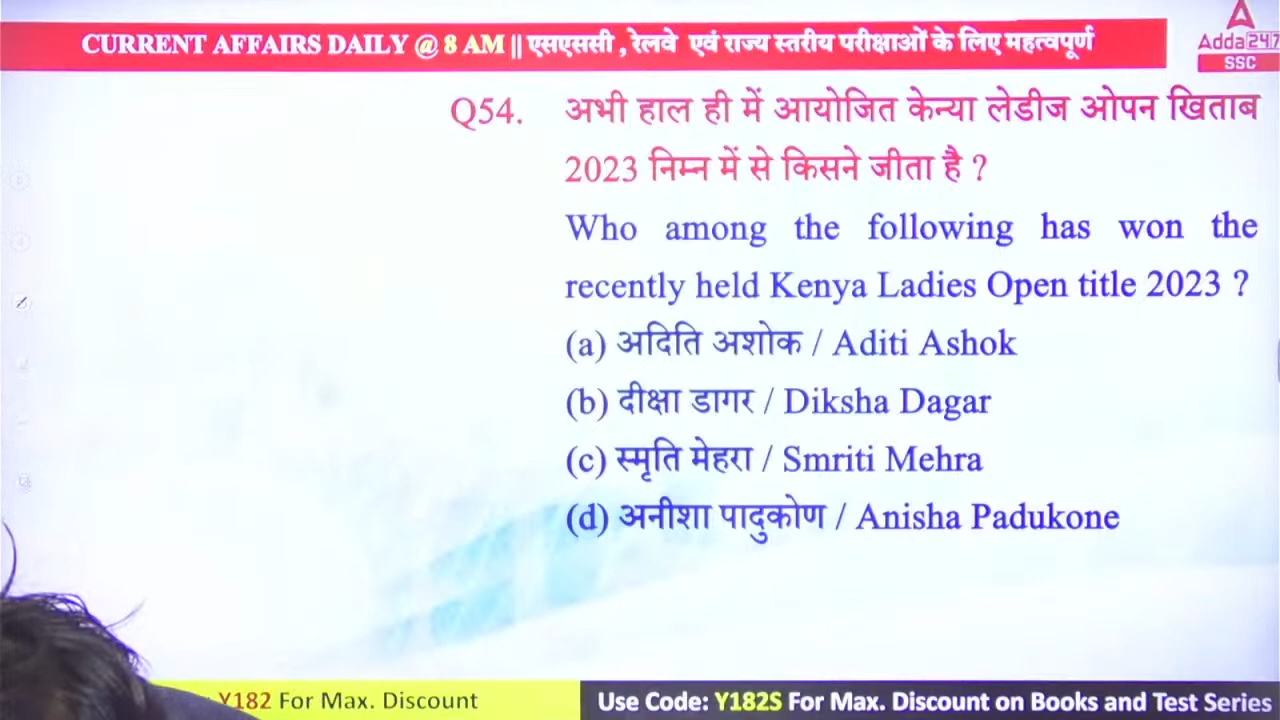 CURRENT AFFAIRS DAILY @ 8 AM || एसएससी , रेलवे एवं राज्य स्तरीय परीक्षाओं के लिए महत्वपूर्ण
Adda247
SSC
Q54. अभी हाल ही में आयोजित केन्या लेडीज ओपन खिताब
2023 निम्न में से किसने जीता है ?
Who among the following has won the
recently held Kenya Ladies Open title 2023 ?
(a) अदिति अशोक / Aditi Ashok
(b) दीक्षा डागर / Diksha Dagar
(c) स्मृति मेहरा / Smriti Mehra
(d) अनीशा पादुकोण / Anisha Padukone
Y182 For Max. Discount
Use Code: Y182S For Max. Discount on Books and Test Series